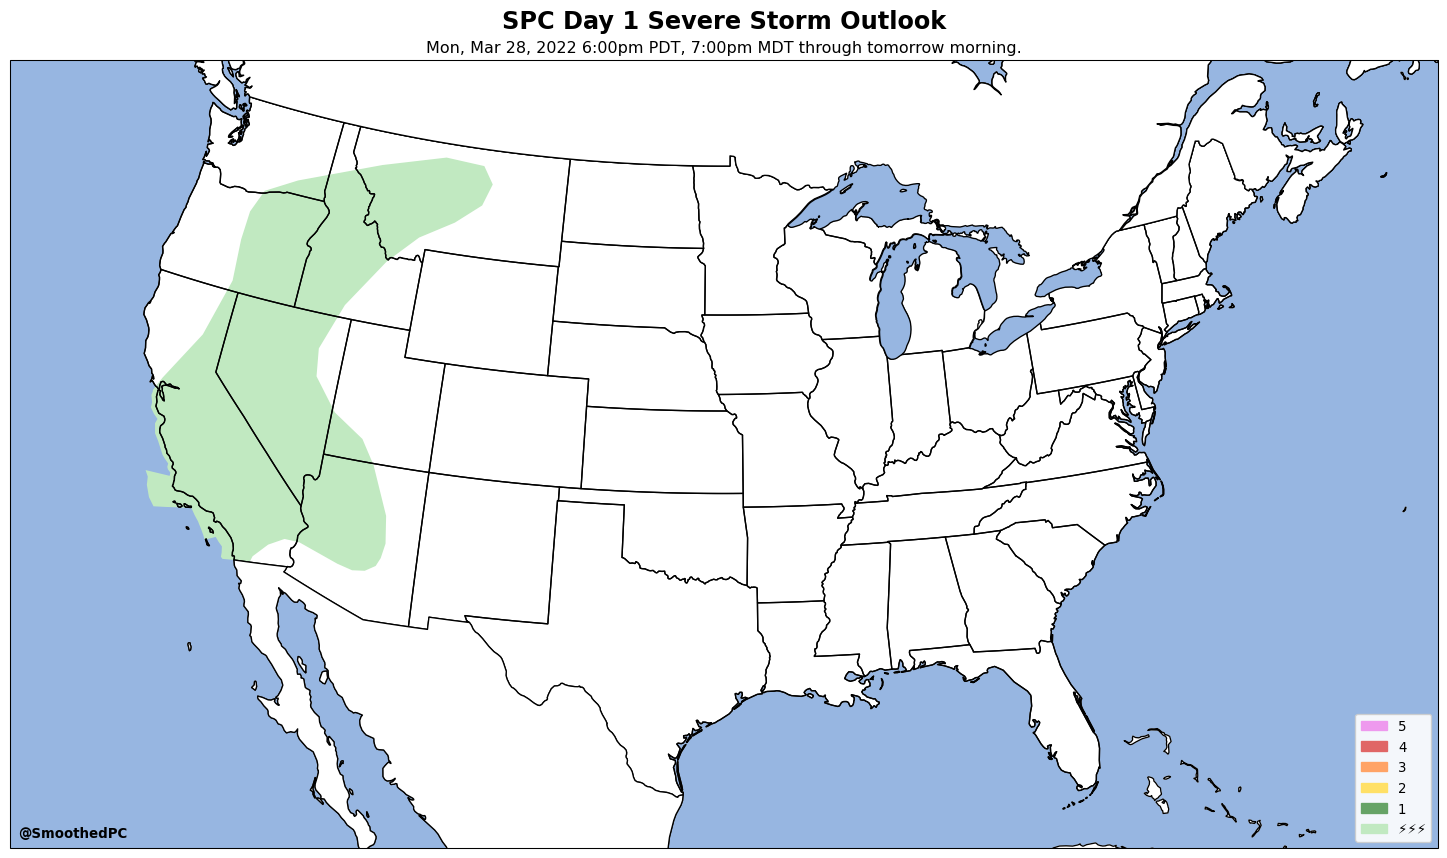 SPC Day 1 Severe Storm Outlook
Mon, Mar 28, 2022 6:00pm PDT, 7:00pm MDT through tomorrow morning.
5
4
3
2
1
⚡⚡⚡
@SmoothedPC